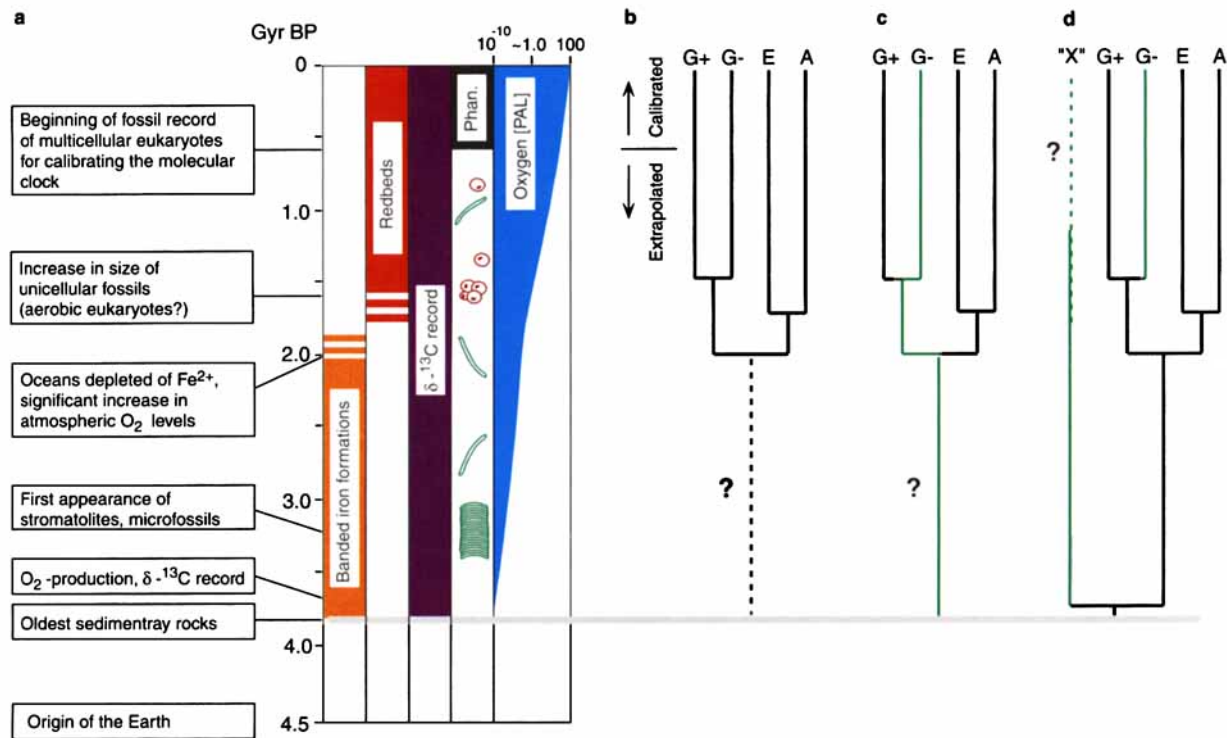 a
Gyr BP
10⁻¹⁰ ~1.0 100
0
1.0
2.0
3.0
4.0
4.5
Beginning of fossil record
of multicellular eukaryotes
for calibrating the molecular
clock
Increase in size of
unicellular fossils
(aerobic eukaryotes?)
Oceans depleted of Fe²⁺,
significant increase in
atmospheric O₂ levels
First appearance of
stromatolites, microfossils
O₂ -production, δ -¹³C record
Oldest sedimentray rocks
Origin of the Earth
Banded iron formations
Redbeds
δ -¹³C record
Phan.
Oxygen [PAL]
Calibrated
Extrapolated
b
G+ G- E A
?
c
G+ G- E A
?
d
"X" G+ G- E A
?